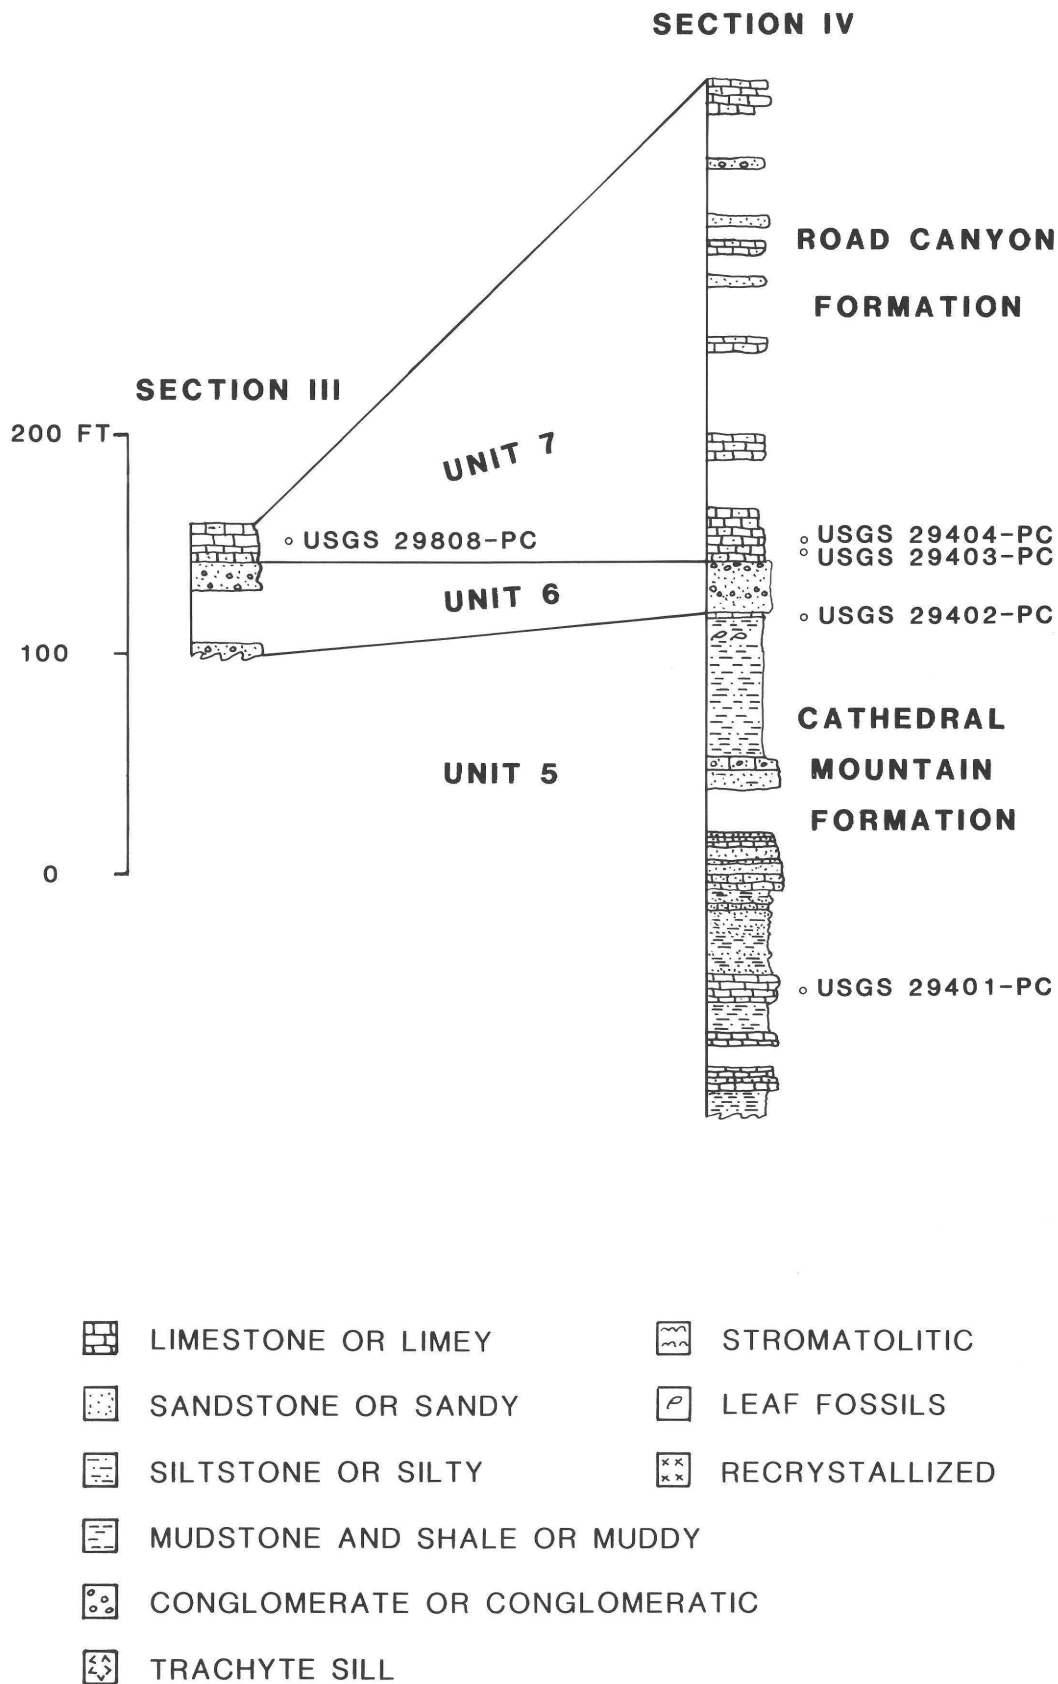 SECTION IV
ROAD CANYON
FORMATION
SECTION III
200 FT
UNIT 7
USGS 29808-PC
USGS 29404-PC
USGS 29403-PC
UNIT 6
USGS 29402-PC
100
CATHEDRAL
MOUNTAIN
FORMATION
UNIT 5
0
USGS 29401-PC
LIMESTONE OR LIMEY
SANDSTONE OR SANDY
SILTSTONE OR SILTY
MUDSTONE AND SHALE OR MUDDY
CONGLOMERATE OR CONGLOMERATIC
TRACHYTE SILL
STROMATOLITIC
LEAF FOSSILS
RECRYSTALLIZED